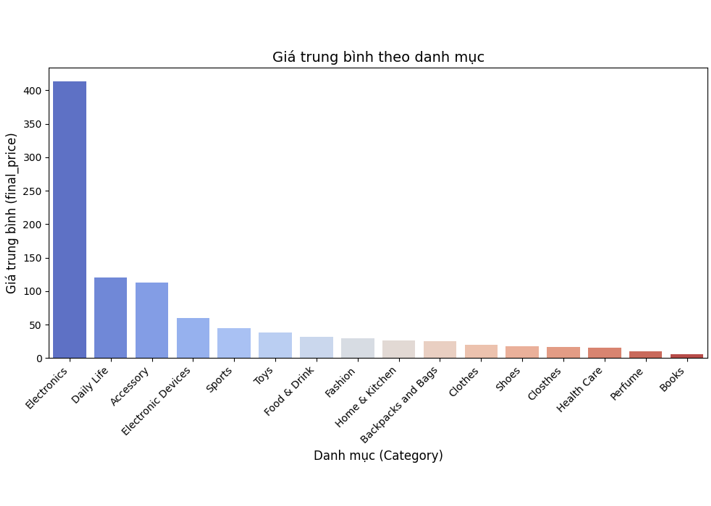 Giá trung bình theo danh mục
Giá trung bình (final_price)
400
350
300
250
200
150
100
50
0
Electronics
Daily Life
Accessory
Electronic Devices
Sports
Toys
Food & Drink
Fashion
Home & Kitchen
Backpacks and Bags
Clothes
Shoes
Closthes
Health Care
Perfume
Books
Danh mục (Category)